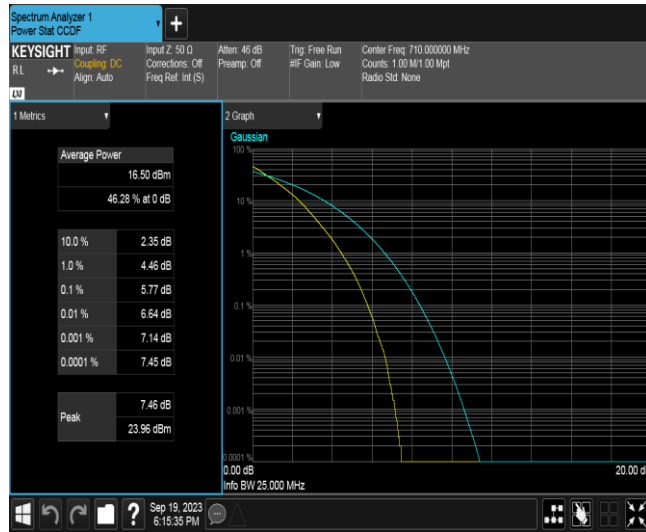 Spectrum Analyzer 1
Power Stat CCDF
+
KEYSIGHT
RL
LXI
Input: RF
Coupling: DC
Align: Auto
Input Z: 50 Ω
Corrections: Off
Freq Ref: Int (S)
Atten: 46 dB
Preamp: Off
Trig: Free Run
#IF Gain: Low
Center Freq: 710.000000 MHz
Counts: 1.00 M/1.00 Mpt
Radio Std: None
1 Metrics
Average Power
16.50 dBm
46.28 % at 0 dB
10.0 % 2.35 dB
1.0 % 4.46 dB
0.1 % 5.77 dB
0.01 % 6.64 dB
0.001 % 7.14 dB
0.0001 % 7.45 dB
Peak
7.46 dB
23.96 dBm
2 Graph
Gaussian
100 %
10 %
1 %
0.1 %
0.01 %
0.001 %
0.0001 %
0.00 dB
20.00 d
Info BW 25.000 MHz
?
Sep 19, 2023
6:15:35 PM